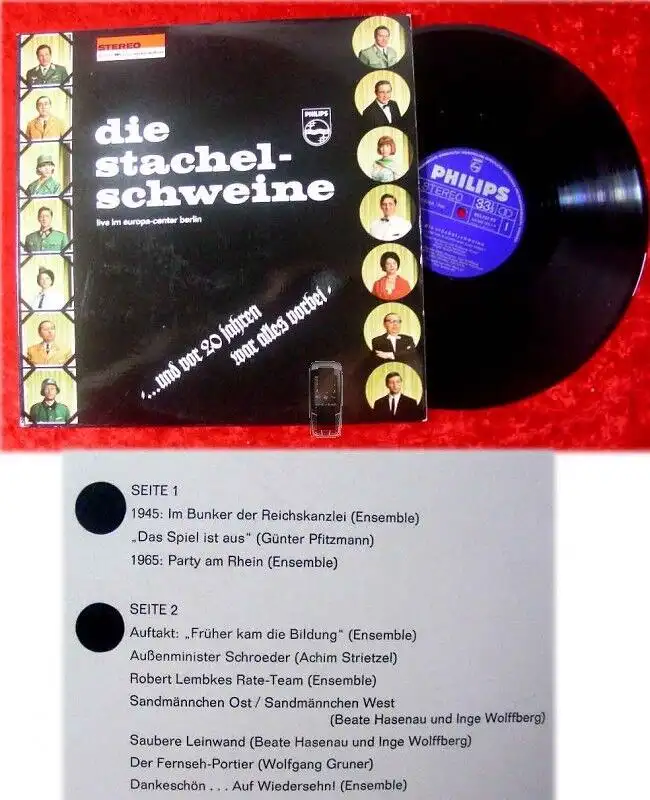 STEREO
PHILIPS
die
stachel-
schweine
live im europa-center berlin
'...und vor 20 jahren
war alles vorbei'
PHILIPS
STEREO
33⅓
1
die stachelschweine
SEITE 1
1945: Im Bunker der Reichskanzlei (Ensemble)
„Das Spiel ist aus" (Günter Pfitzmann)
1965: Party am Rhein (Ensemble)
SEITE 2
Auftakt: „Früher kam die Bildung" (Ensemble)
Außenminister Schroeder (Achim Strietzel)
Robert Lembkes Rate-Team (Ensemble)
Sandmännchen Ost / Sandmännchen West
(Beate Hasenau und Inge Wolffberg)
Saubere Leinwand (Beate Hasenau und Inge Wolffberg)
Der Fernseh-Portier (Wolfgang Gruner)
Dankeschön . . . Auf Wiedersehn! (Ensemble)